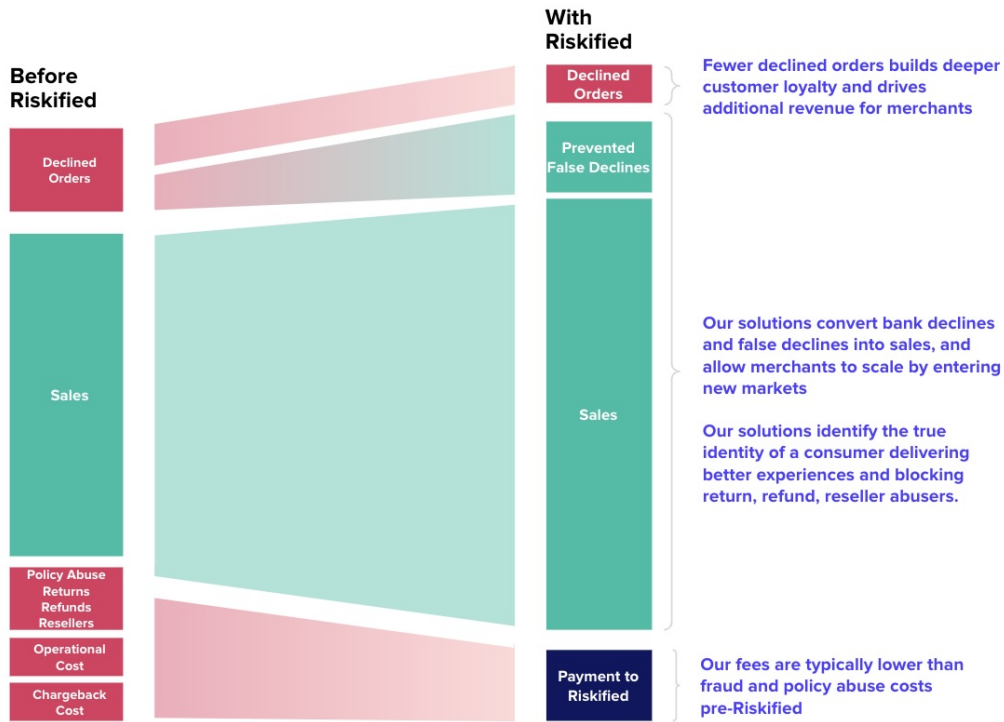 Before
Riskified
Declined
Orders
Sales
Policy Abuse
Returns
Refunds
Resellers
Operational
Cost
Chargeback
Cost
With
Riskified
Declined
Orders
Prevented
False Declines
Sales
Payment to
Riskified
Fewer declined orders builds deeper
customer loyalty and drives
additional revenue for merchants
Our solutions convert bank declines
and false declines into sales, and
allow merchants to scale by entering
new markets
Our solutions identify the true
identity of a consumer delivering
better experiences and blocking
return, refund, reseller abusers.
Our fees are typically lower than
fraud and policy abuse costs
pre-Riskified